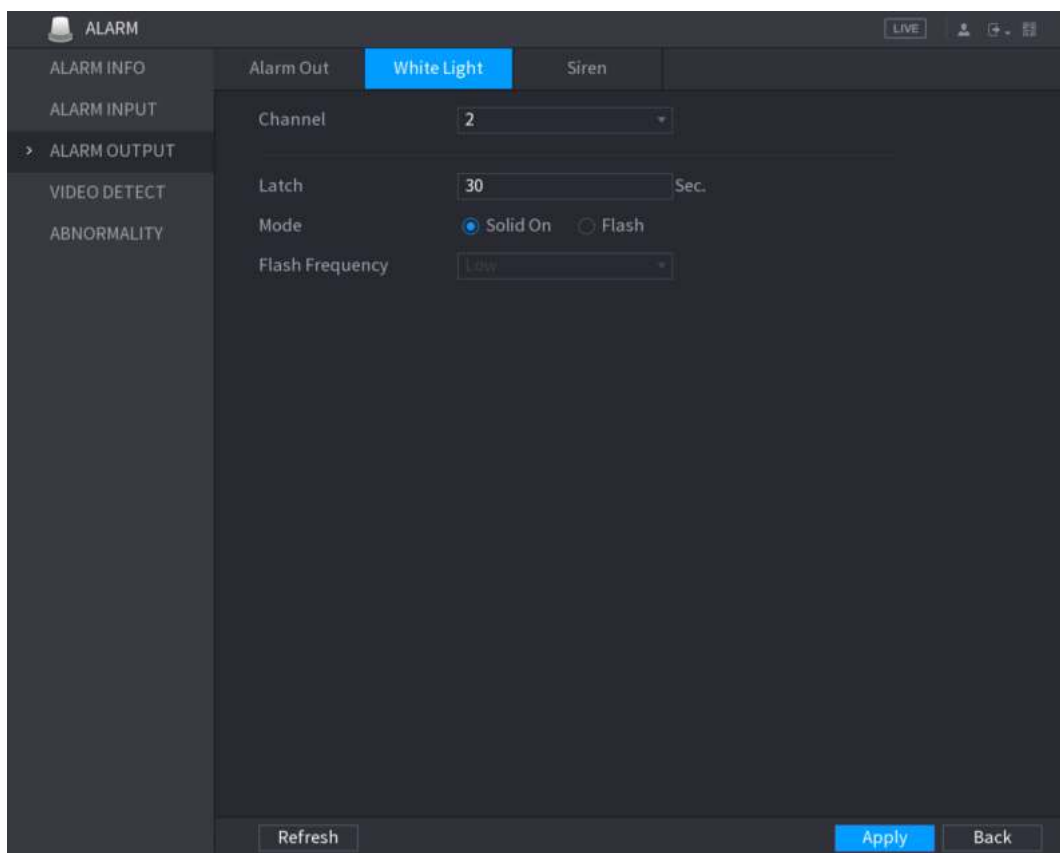 ALARM
LIVE
ALARM INFO
ALARM INPUT
> ALARM OUTPUT
VIDEO DETECT
ABNORMALITY
Alarm Out White Light Siren
Channel 2
Latch 30 Sec.
Mode Solid On Flash
Flash Frequency Low
Refresh Apply Back